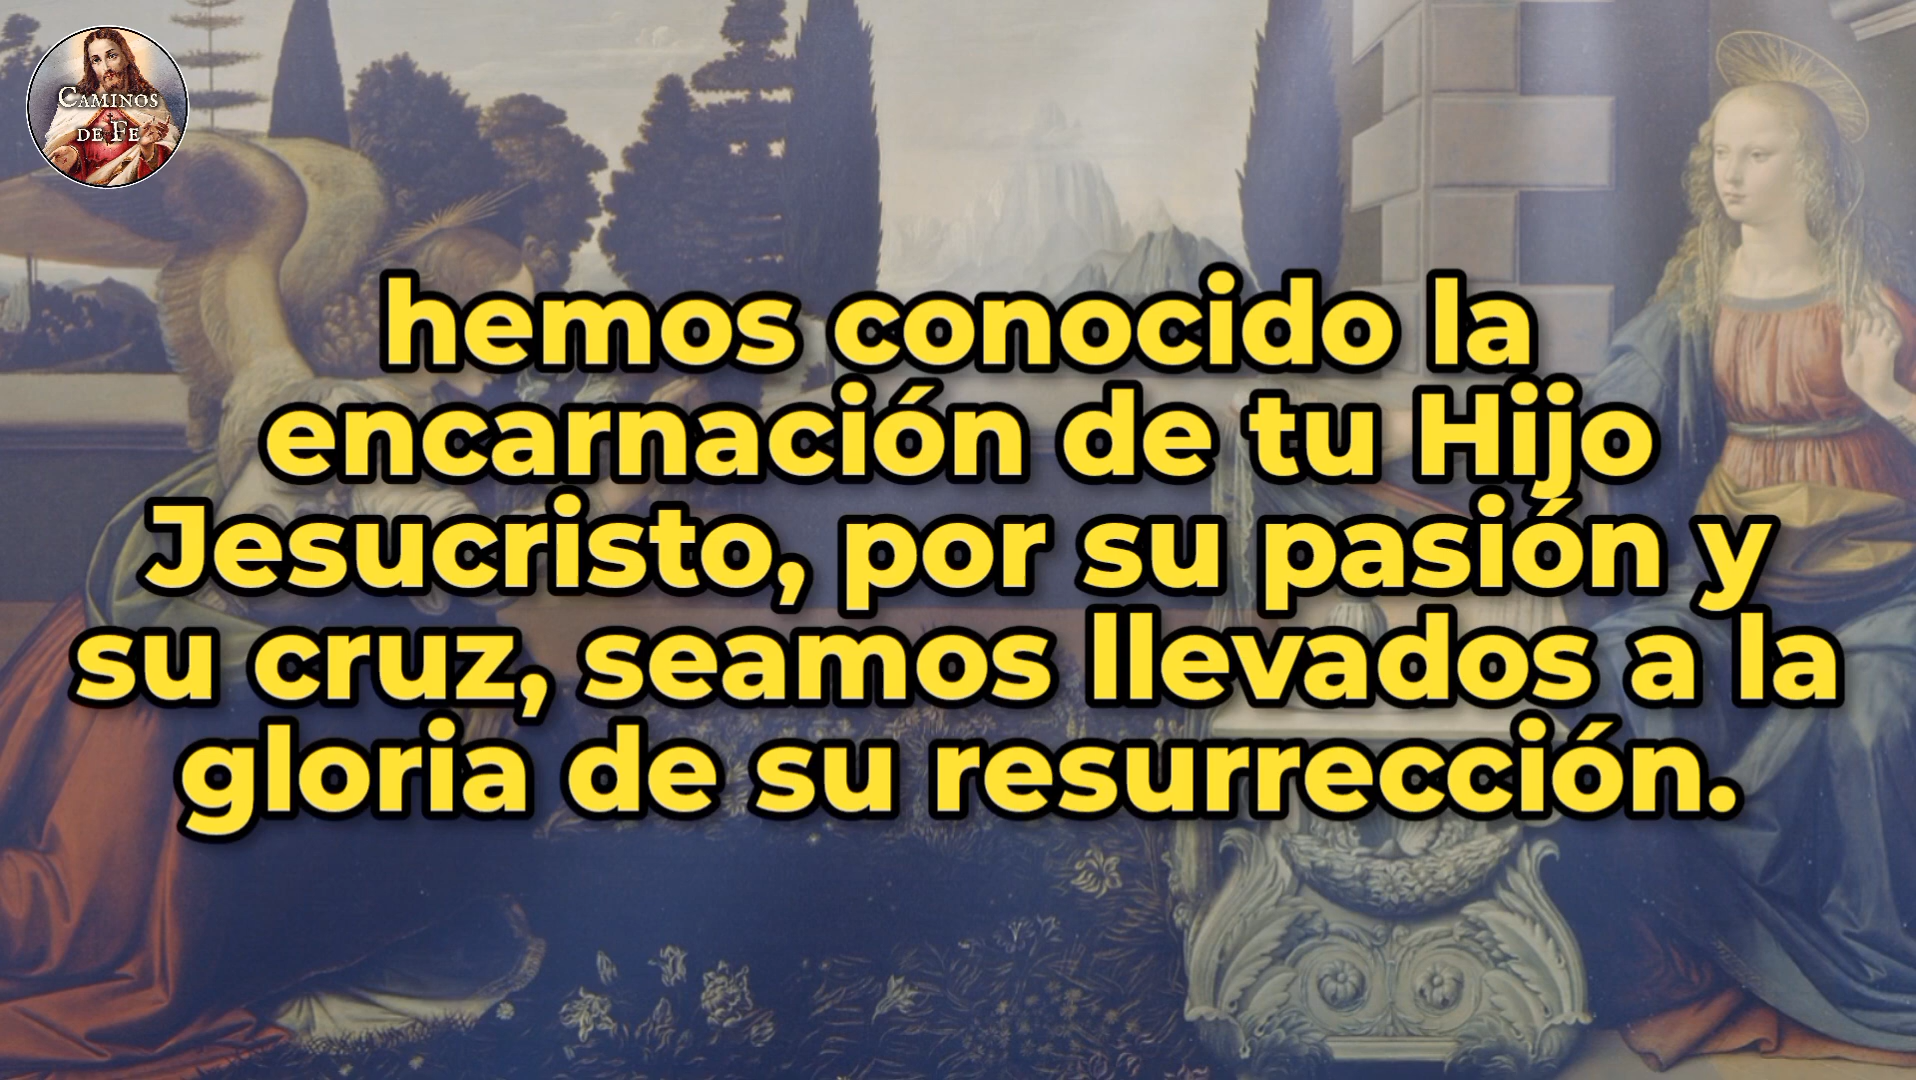 CAMINOS
DE FE
hemos conocido la
encarnación de tu Hijo
Jesucristo, por su pasión y
su cruz, seamos llevados a la
gloria de su resurrección.